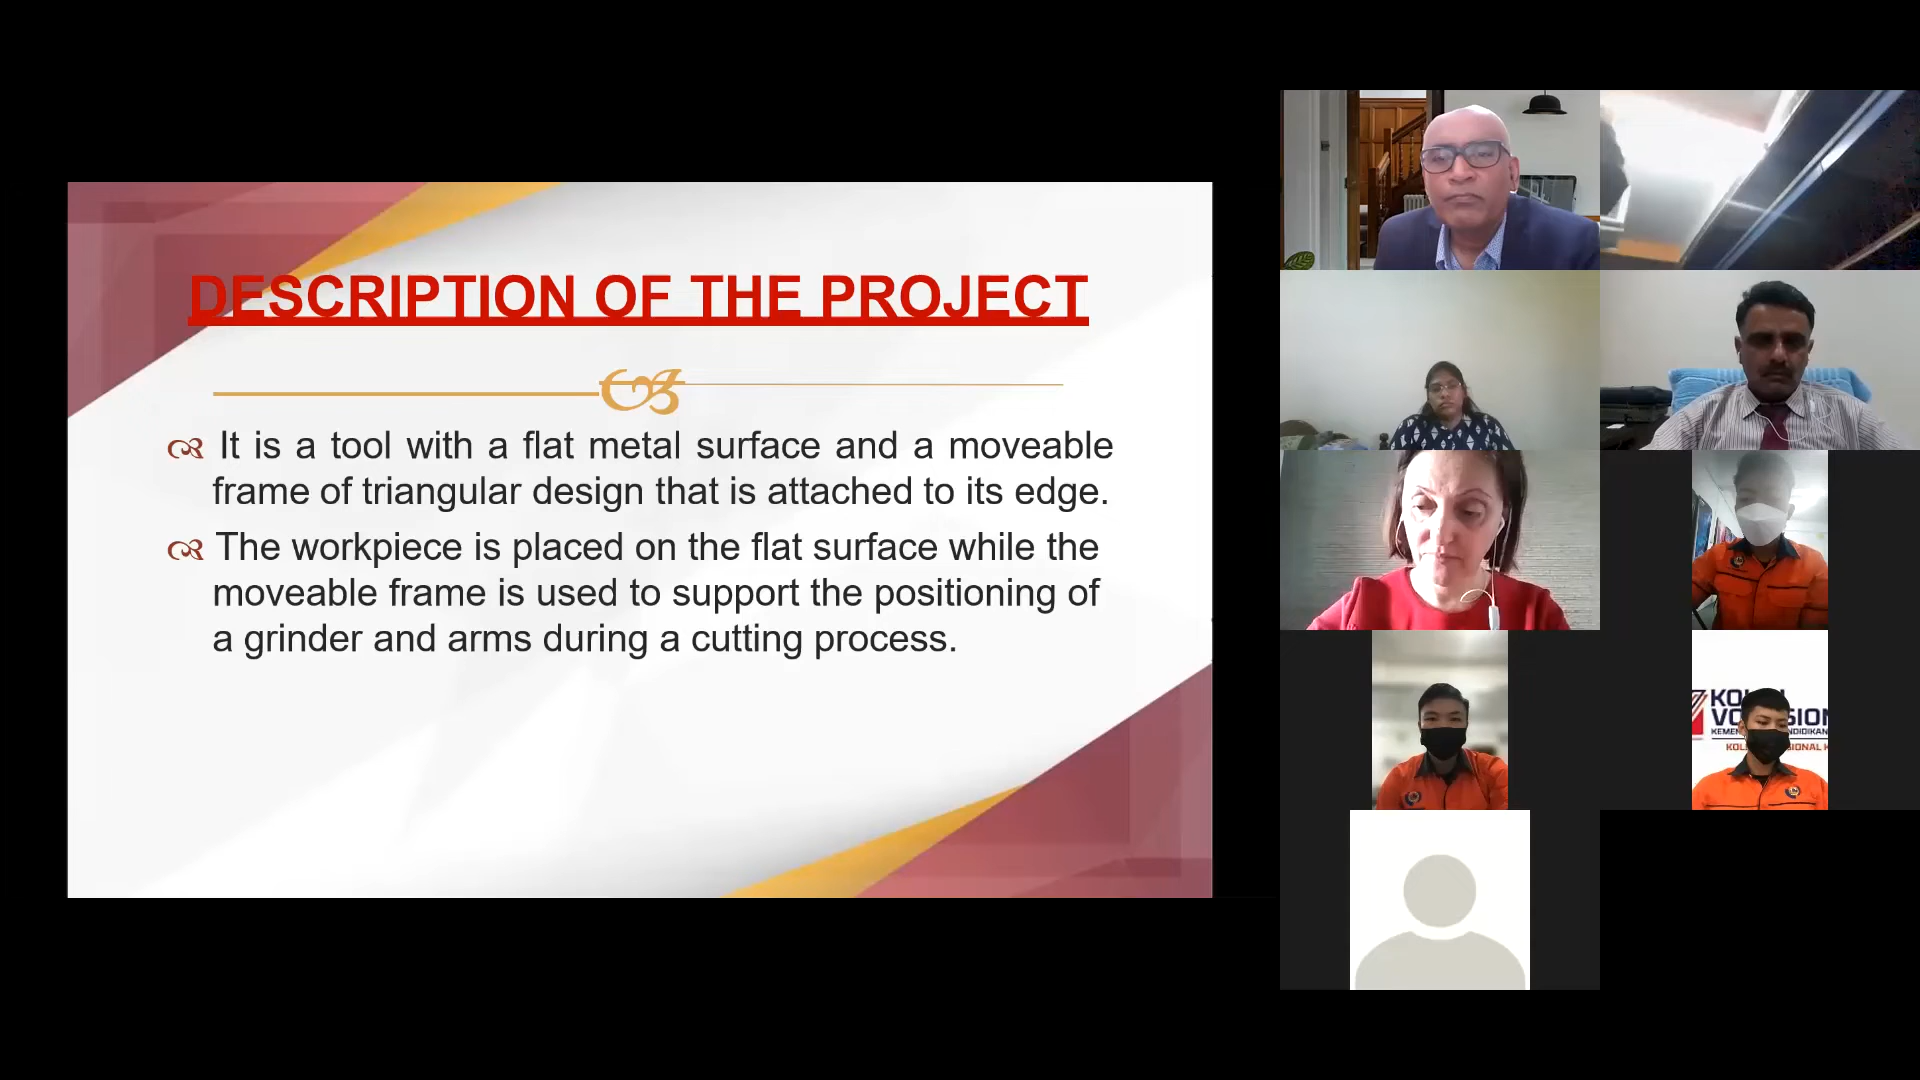 DESCRIPTION OF THE PROJECT
It is a tool with a flat metal surface and a moveable
frame of triangular design that is attached to its edge.
The workpiece is placed on the flat surface while the
moveable frame is used to support the positioning of
a grinder and arms during a cutting process.